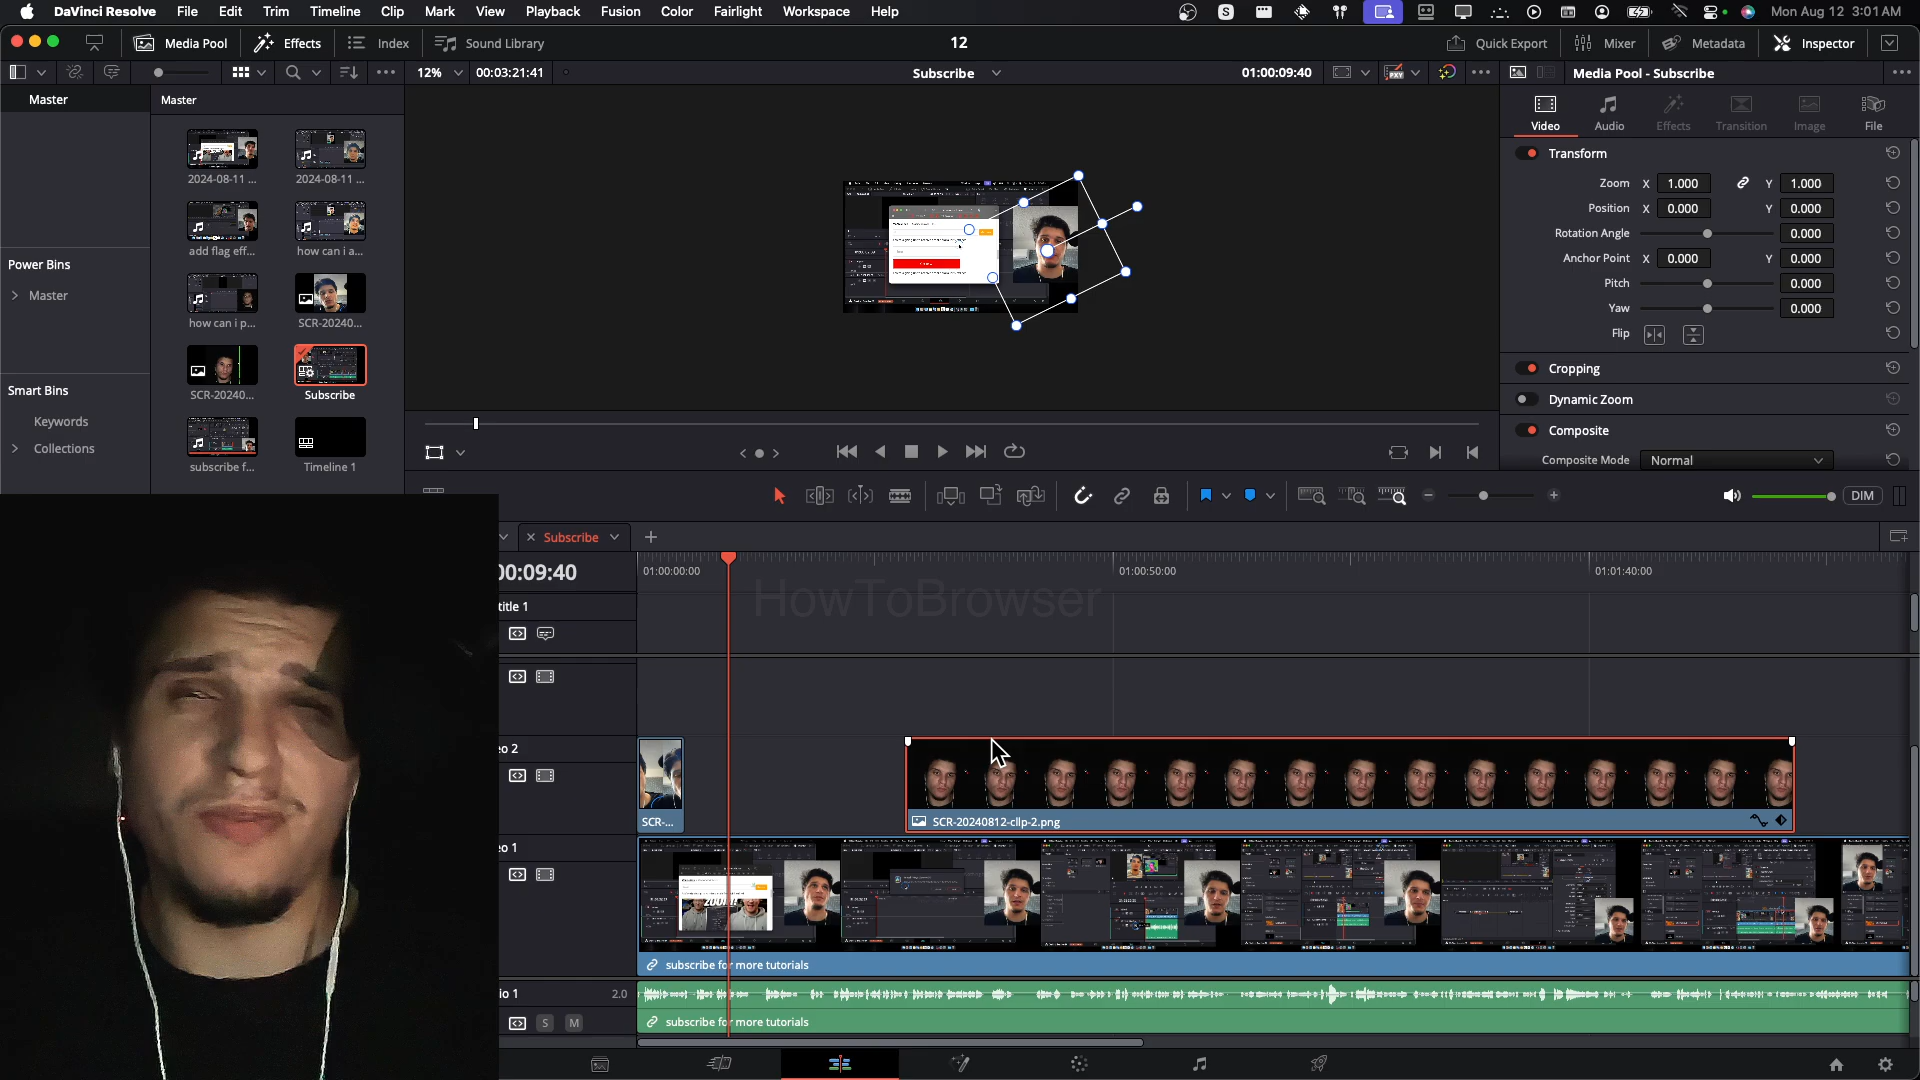 DaVinci Resolve File Edit Trim Timeline Clip Mark View Playback Fusion Color Fairlight Workspace Help
Mon Aug 12 3:01 AM
Media Pool Effects Index Sound Library
12
Quick Export Mixer Metadata Inspector
12% 00:03:21:41
Subscribe
01:00:09:40
Media Pool - Subscribe
Master
Master
Video Audio Effects Transition Image File
2024-08-11 ...
2024-08-11 ...
add flag eff...
how can i a...
how can i p...
SCR-20240...
SCR-20240...
Subscribe
subscribe f...
Timeline 1
Power Bins
Master
Smart Bins
Keywords
Collections
Transform
Zoom X 1.000 Y 1.000
Position X 0.000 Y 0.000
Rotation Angle 0.000
Anchor Point X 0.000 Y 0.000
Pitch 0.000
Yaw 0.000
Flip
Cropping
Dynamic Zoom
Composite
Composite Mode Normal
DIM
Subscribe
00:09:40
01:00:00:00
01:00:50:00
01:01:40:00
HowToBrowser
title 1
eo 2
SCR-...
SCR-20240812-cllp-2.png
eo 1
subscribe for more tutorials
io 1 2.0
S M
subscribe for more tutorials